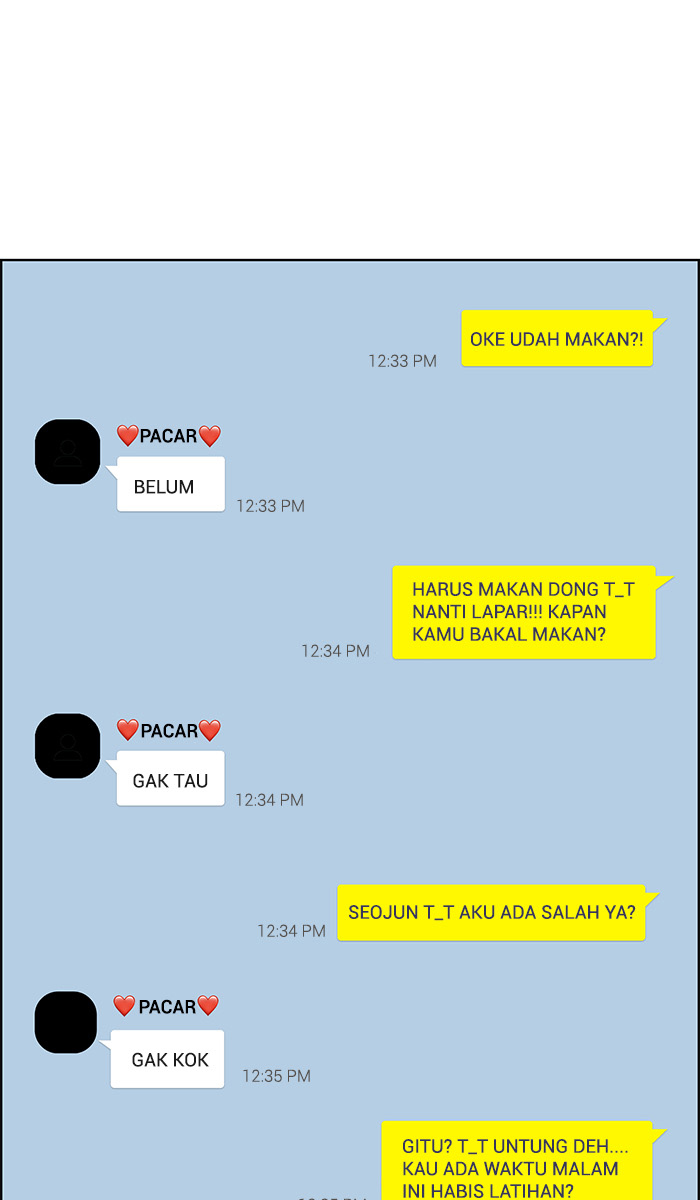 OKE UDAH MAKAN?!
12:33 PM
❤️PACAR❤️
BELUM
12:33 PM
HARUS MAKAN DONG T_T
NANTI LAPAR!!! KAPAN
KAMU BAKAL MAKAN?
12:34 PM
❤️PACAR❤️
GAK TAU
12:34 PM
SEOJUN T_T AKU ADA SALAH YA?
12:34 PM
❤️PACAR❤️
GAK KOK
12:35 PM
GITU? T_T UNTUNG DEH....
KAU ADA WAKTU MALAM
INI HABIS LATIHAN?